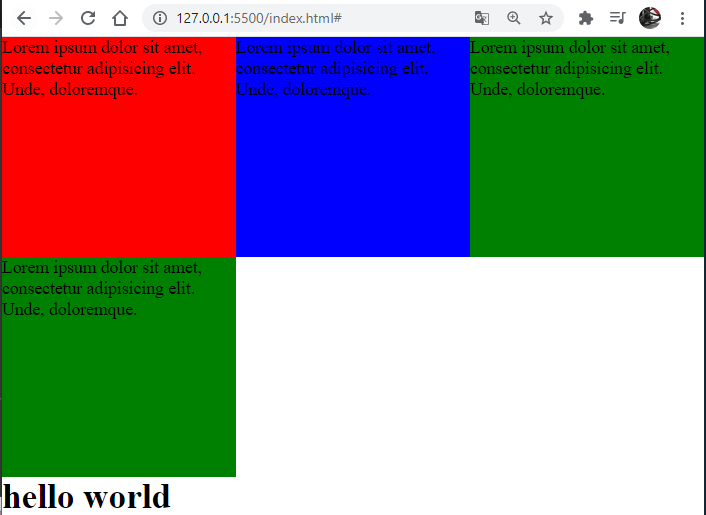 127.0.0.1:5500/index.html#
Lorem ipsum dolor sit amet,
consectetur adipisicing elit.
Unde, doloremque.
Lorem ipsum dolor sit amet,
consectetur adipisicing elit.
Unde, doloremque.
Lorem ipsum dolor sit amet,
consectetur adipisicing elit.
Unde, doloremque.
Lorem ipsum dolor sit amet,
consectetur adipisicing elit.
Unde, doloremque.
hello world